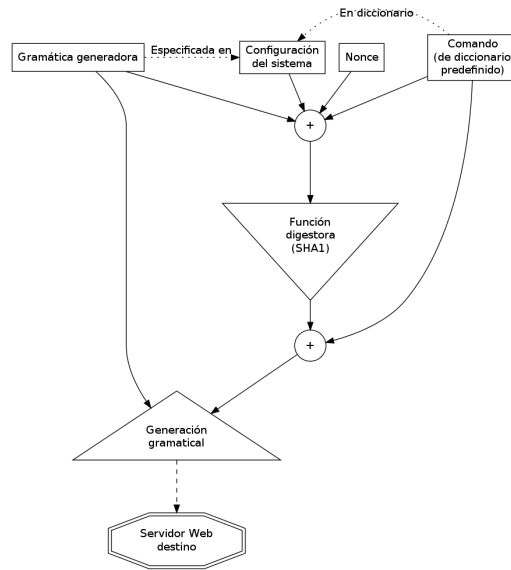 En diccionario
Gramática generadora
Especificada en
Configuración
del sistema
Nonce
Comando
(de diccionario
predefinido)
+
Función
digestora
(SHA1)
+
Generación
gramatical
Servidor Web
destino